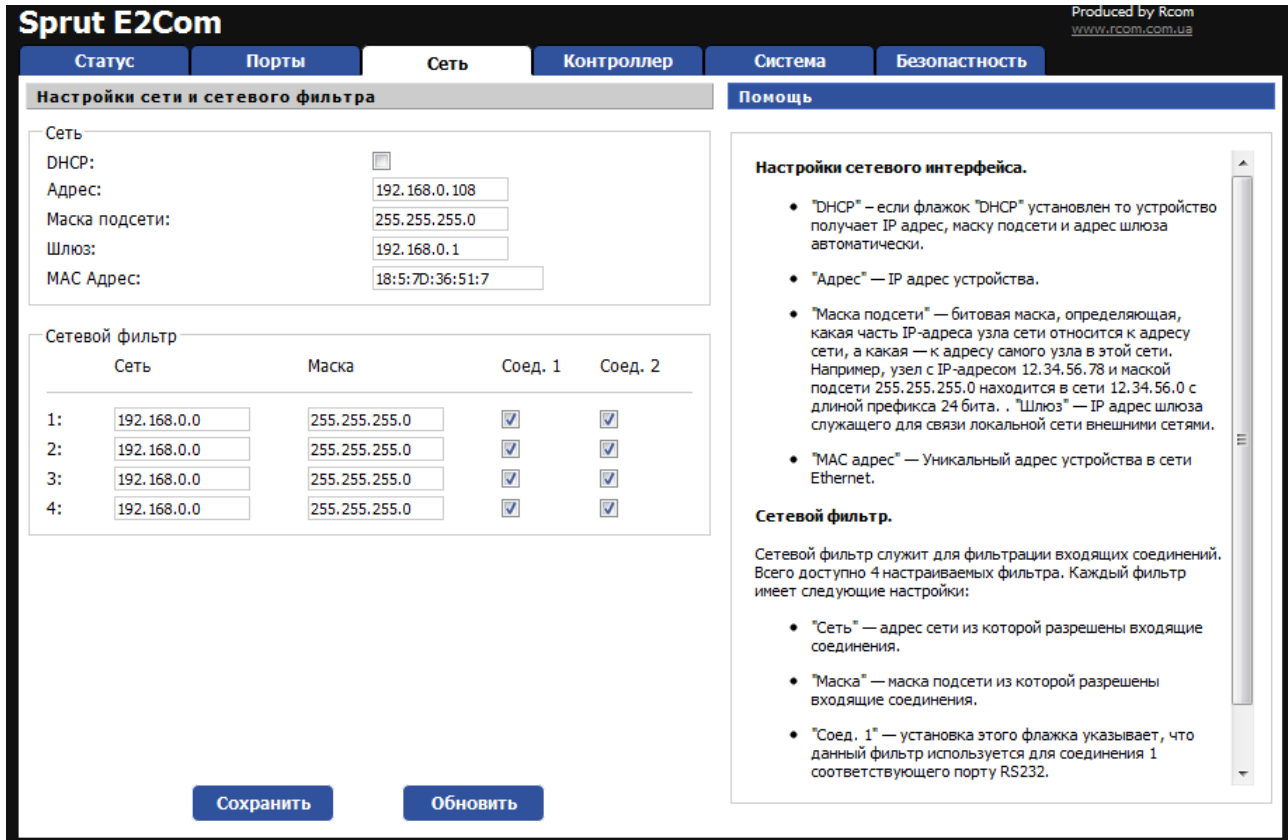 Sprut E2Com
Produced by Rcom
www.rcom.com.ua
Статус
Порты
Сеть
Контроллер
Система
Безопастность
Настройки сети и сетевого фильтра
Сеть
DHCP:
Адрес: 192.168.0.108
Маска подсети: 255.255.255.0
Шлюз: 192.168.0.1
MAC Адрес: 18:5:7D:36:51:7
Сетевой фильтр
Сеть Маска Соед. 1 Соед. 2
1: 192.168.0.0 255.255.255.0
2: 192.168.0.0 255.255.255.0
3: 192.168.0.0 255.255.255.0
4: 192.168.0.0 255.255.255.0
Сохранить
Обновить
Помощь
Настройки сетевого интерфейса.
• "DHCP" – если флажок "DHCP" установлен то устройство
получает IP адрес, маску подсети и адрес шлюза
автоматически.
• "Адрес" — IP адрес устройства.
• "Маска подсети" — битовая маска, определяющая,
какая часть IP-адреса узла сети относится к адресу
сети, а какая — к адресу самого узла в этой сети.
Например, узел с IP-адресом 12.34.56.78 и маской
подсети 255.255.255.0 находится в сети 12.34.56.0 с
длиной префикса 24 бита. . "Шлюз" — IP адрес шлюза
служащего для связи локальной сети внешними сетями.
• "MAC адрес" — Уникальный адрес устройства в сети
Ethernet.
Сетевой фильтр.
Сетевой фильтр служит для фильтрации входящих соединений.
Всего доступно 4 настраиваемых фильтра. Каждый фильтр
имеет следующие настройки:
• "Сеть" — адрес сети из которой разрешены входящие
соединения.
• "Маска" — маска подсети из которой разрешены
входящие соединения.
• "Соед. 1" — установка этого флажка указывает, что
данный фильтр используется для соединения 1
соответствующего порту RS232.